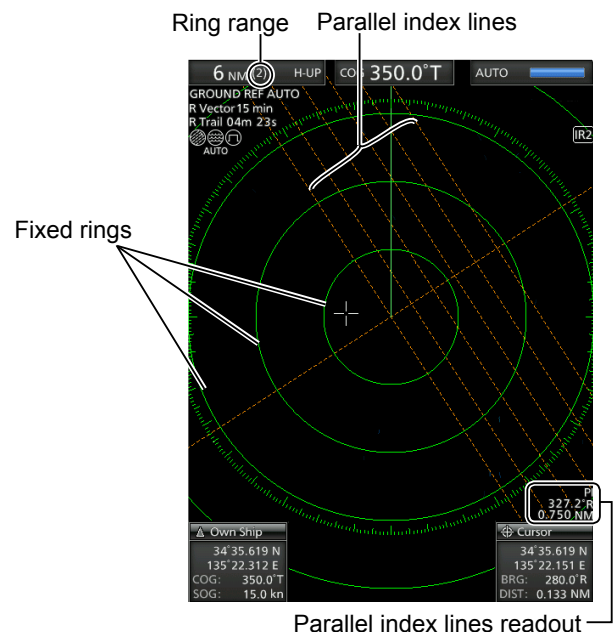 Ring range
Parallel index lines
6 NM (2) H-UP COG 350.0°T AUTO
GROUND REF AUTO
R Vector 15 min
R Trail 04m 23s
AUTO
IR2
Fixed rings
PI
327.2°R
0.750 NM
Own Ship
34°35.619 N
135°22.312 E
COG: 350.0°T
SOG: 15.0 kn
Cursor
34°35.619 N
135°22.151 E
BRG: 280.0°R
DIST: 0.133 NM
Parallel index lines readout